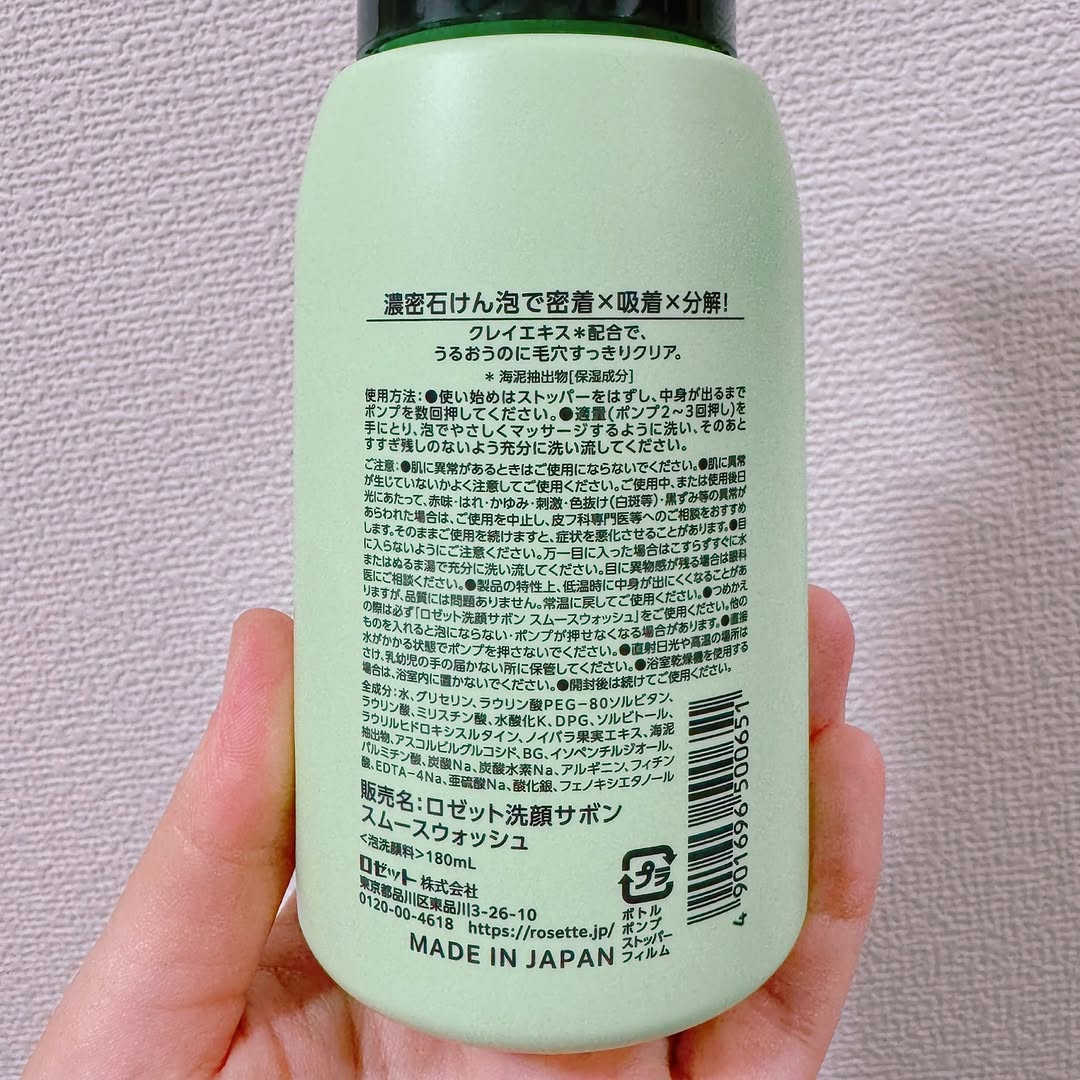 濃密石けん泡で密着×吸着×分解!
クレイエキス＊配合で、
うるおうのに毛穴すっきりクリア。
＊ 海泥抽出物[保湿成分]
使用方法：●使い始めはストッパーをはずし、中身が出るまで
ポンプを数回押してください。●適量(ポンプ2～3回押し)を
手にとり、泡でやさしくマッサージするように洗い、そのあと
すすぎ残しのないよう充分に洗い流してください。
ご注意：●肌に異常があるときはご使用にならないでください。●肌に異常
が生じていないかよく注意してご使用ください。ご使用中、または使用後日
光にあたって、赤味・はれ・かゆみ・刺激・色抜け(白斑等)・黒ずみ等の異常が
あらわれた場合は、ご使用を中止し、皮フ科専門医等へのご相談をおすすめ
します。そのままご使用を続けますと、症状を悪化させることがあります。●目
に入らないようにご注意ください。万一目に入った場合はこすらずすぐに水
またはぬるま湯で充分に洗い流してください。目に異物感が残る場合は眼科
医にご相談ください。●製品の特性上、低温時に中身が出にくくなることがあ
りますが、品質には問題ありません。常温に戻してご使用ください。●つめかえ
の際は必ず「ロゼット洗顔サボン スムースウォッシュ」をご使用ください。他の
ものを入れると泡にならない・ポンプが押せなくなる場合があります。●直接
水がかかる状態でポンプを押さないでください。●直射日光や高温の場所は
さけ、乳幼児の手の届かない所に保管してください。●浴室乾燥機を使用する
場合は、浴室内に置かないでください。●開封後は続けてご使用ください。
全成分：水、グリセリン、ラウリン酸PEG-80ソルビタン、
ラウリン酸、ミリスチン酸、水酸化K、DPG、ソルビトール、
ラウリルヒドロキシスルタイン、ノイバラ果実エキス、海泥
抽出物、アスコルビルグルコシド、BG、イソペンチルジオール、
パルミチン酸、炭酸Na、炭酸水素Na、アルギニン、フィチン
酸、EDTA-4Na、亜硫酸Na、酸化銀、フェノキシエタノール
販売名：ロゼット洗顔サボン
スムースウォッシュ
<泡洗顔料>180mL
ロゼット 株式会社
東京都品川区東品川3-26-10
0120-00-4618 https://rosette.jp/
MADE IN JAPAN
プラ
ボトル
ポンプ
ストッパー
フィルム
4 901696 500651